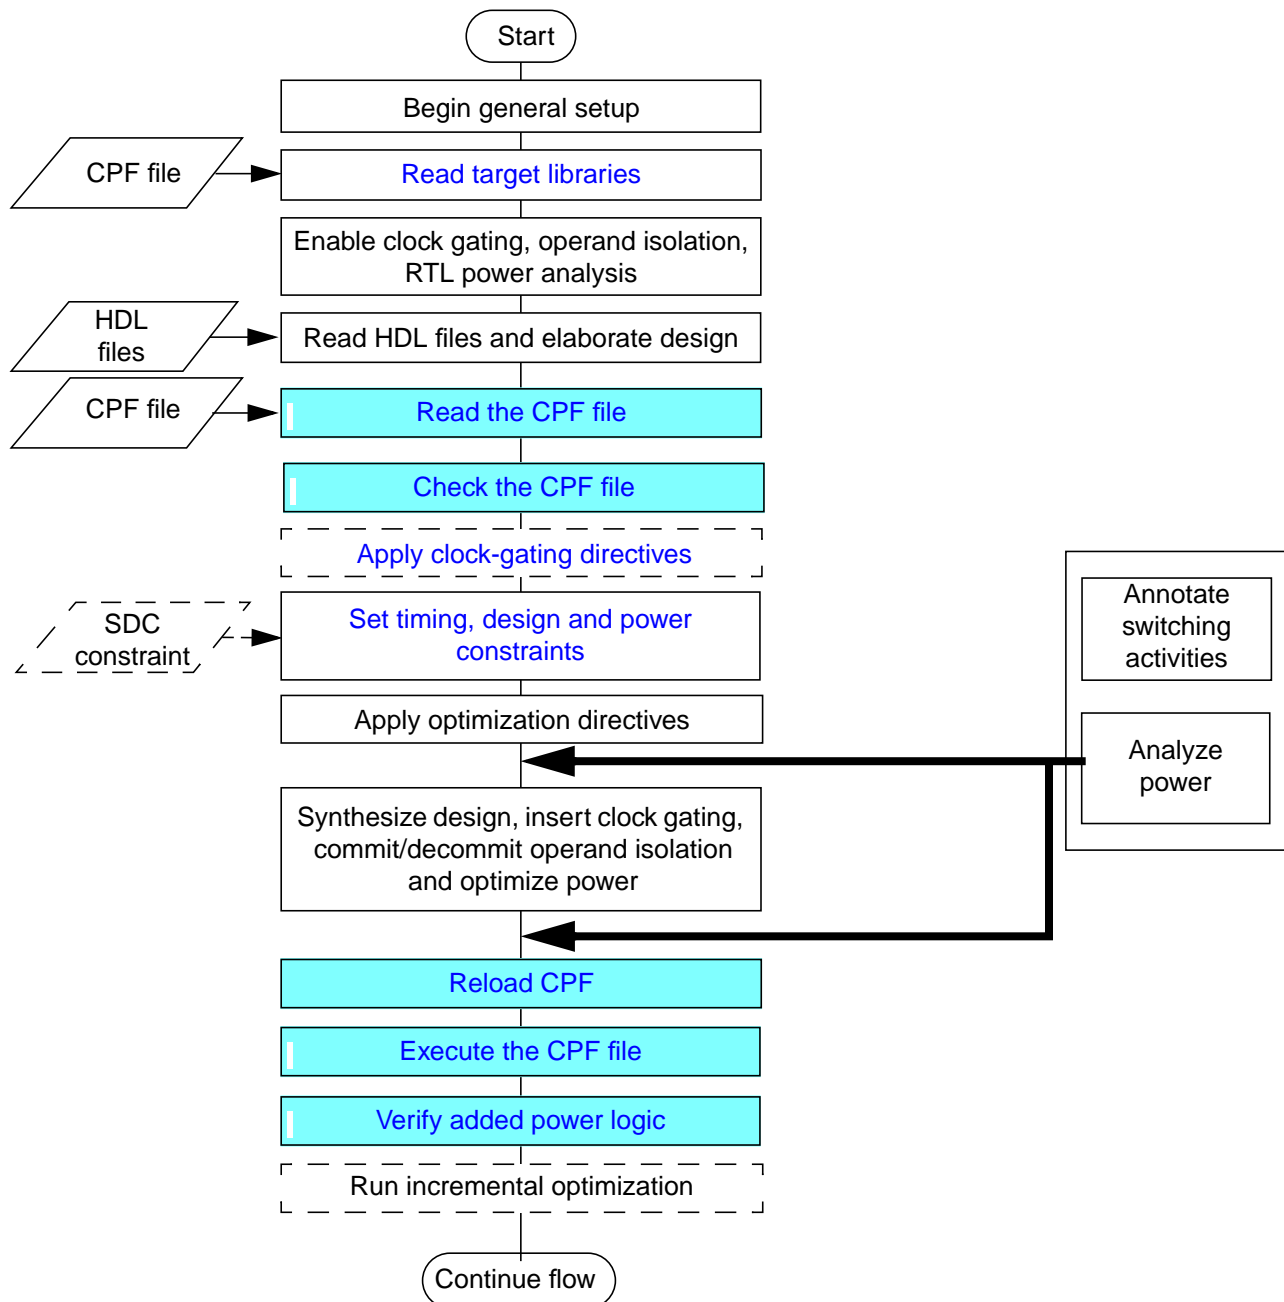 Start
Begin general setup
CPF file
Read target libraries
Enable clock gating, operand isolation,
RTL power analysis
HDL
files
Read HDL files and elaborate design
CPF file
Read the CPF file
Check the CPF file
Apply clock-gating directives
SDC
constraint
Set timing, design and power
constraints
Annotate
switching
activities
Apply optimization directives
Analyze
power
Synthesize design, insert clock gating,
commit/decommit operand isolation
and optimize power
Reload CPF
Execute the CPF file
Verify added power logic
Run incremental optimization
Continue flow